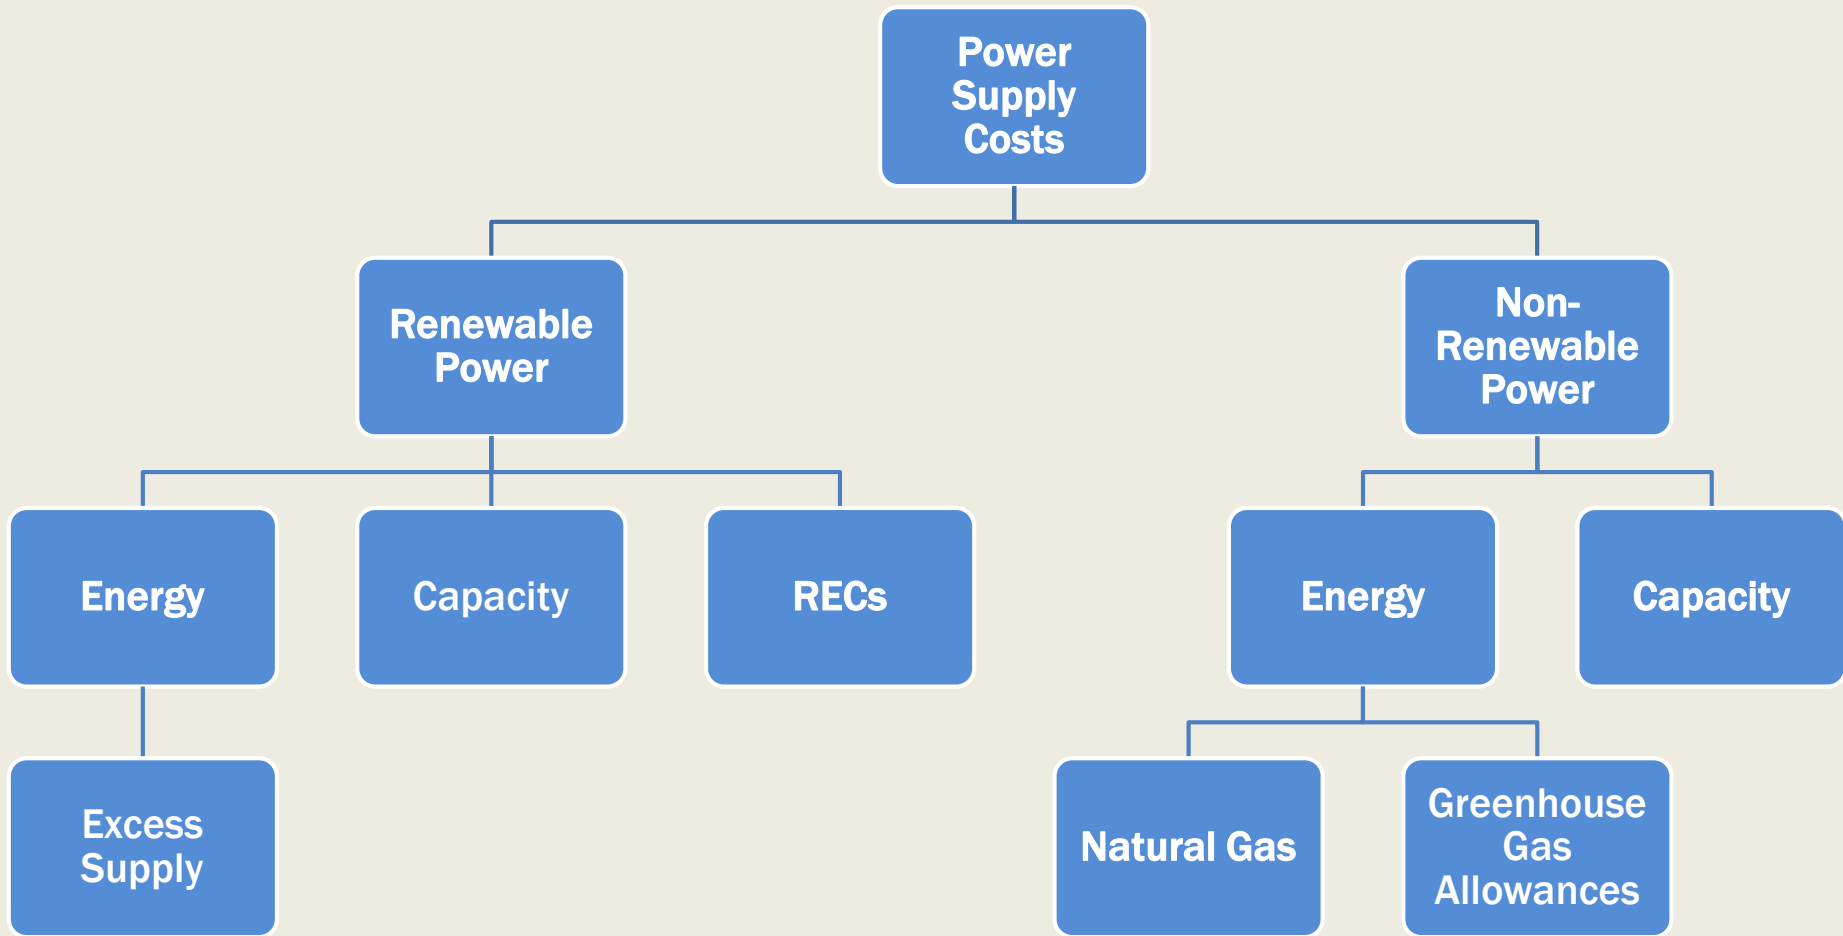 Power
Supply
Costs
Renewable
Power
Non-
Renewable
Power
Energy
Capacity
RECs
Energy
Capacity
Excess
Supply
Natural Gas
Greenhouse
Gas
Allowances